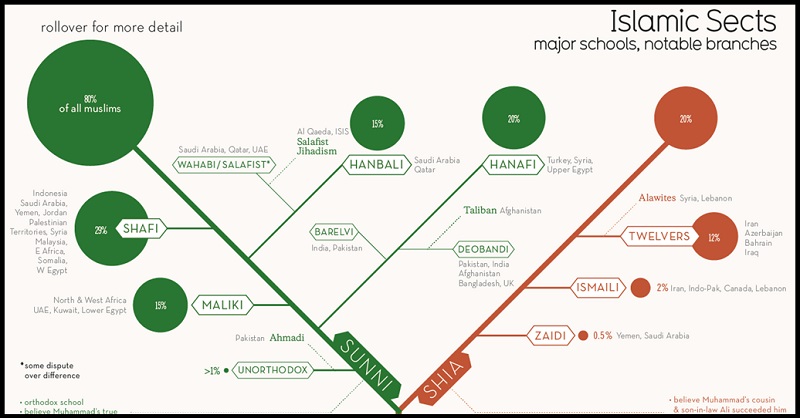 rollover for more detail
Islamic Sects
major schools, notable branches
80%
of all muslims
Saudi Arabia, Qatar, UAE
WAHABI/SALAFIST*
Al Qaeda, ISIS
Salafist
Jihadism
15%
HANBALI
Saudi Arabia
Qatar
20%
HANAFI
Turkey, Syria,
Upper Egypt
20%
Indonesia
Saudi Arabia,
Yemen, Jordan
Palestinian
Territories, Syria
Malaysia,
E Africa,
Somalia,
W Egypt
29%
SHAFI
BARELVI
India, Pakistan
Taliban Afghanistan
DEOBANDI
Pakistan, India
Afghanistan
Bangladesh, UK
Alawites Syria, Lebanon
TWELVERS
12%
Iran
Azerbaijan
Bahrain
Iraq
North & West Africa
UAE, Kuwait, Lower Egypt
15%
MALIKI
ISMAILI
2% Iran, Indo-Pak, Canada, Lebanon
Pakistan Ahmadi
ZAIDI
0.5% Yemen, Saudi Arabia
*some dispute
over difference
>1%
UNORTHODOX
SUNNI
SHIA
• orthodox school
• believe Muhammad's true
• believe Muhammad's cousin
& son-in-law Ali succeeded him